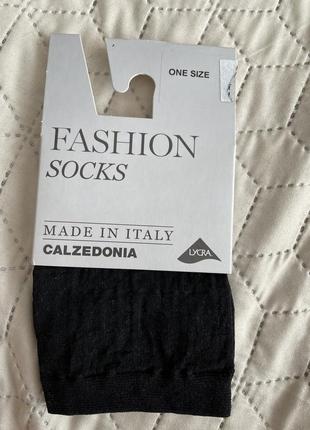 ONE SIZE
FASHION
SOCKS
MADE IN ITALY
CALZEDONIA
LYCRA